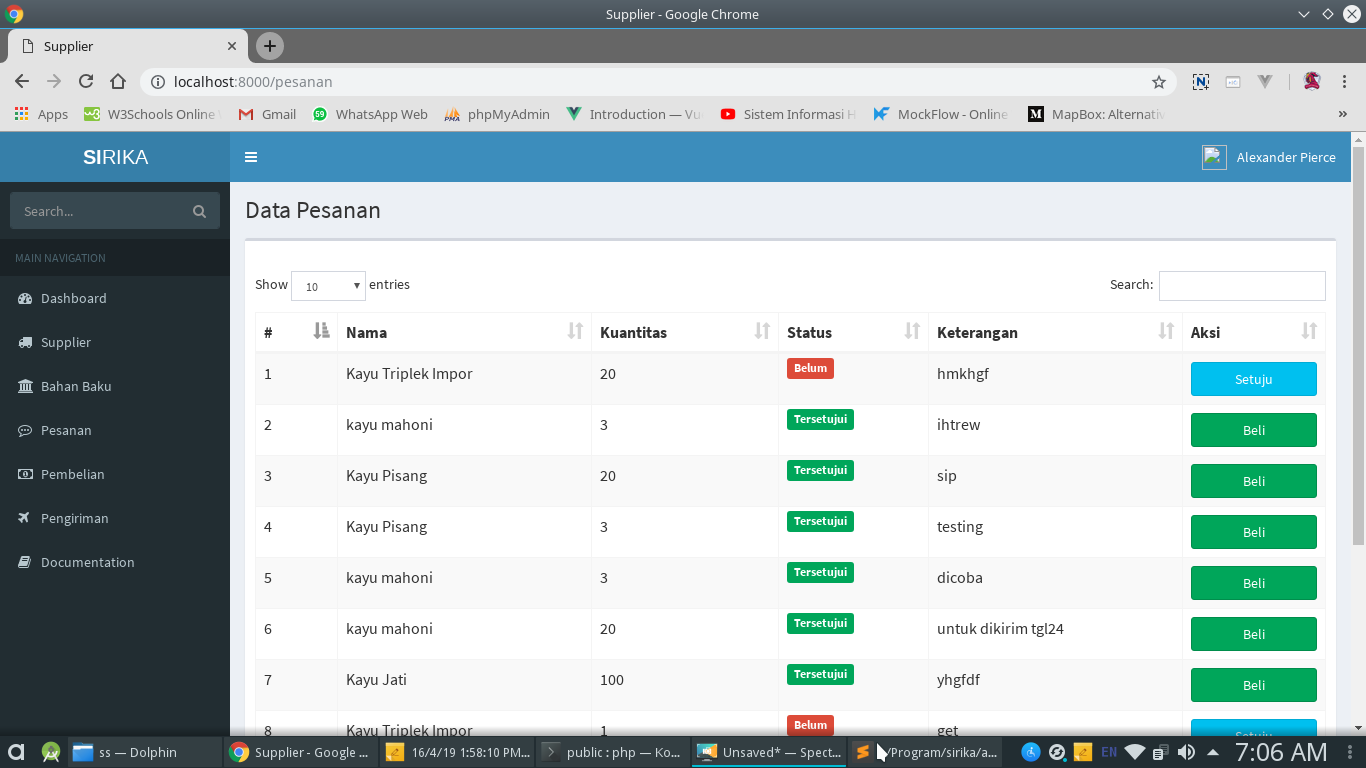 Supplier - Google Chrome
Supplier
localhost:8000/pesanan
Apps W3Schools Online Gmail WhatsApp Web phpMyAdmin Introduction — Vu Sistem Informasi MockFlow - Online MapBox: Alternativ »
SIRIKA
Alexander Pierce
Search...
MAIN NAVIGATION
Dashboard
Supplier
Bahan Baku
Pesanan
Pembelian
Pengiriman
Documentation
Data Pesanan
Show 10 entries Search:
# Nama Kuantitas Status Keterangan Aksi
1 Kayu Triplek Impor 20 Belum hmkhgf Setuju
2 kayu mahoni 3 Tersetujui ihtrew Beli
3 Kayu Pisang 20 Tersetujui sip Beli
4 Kayu Pisang 3 Tersetujui testing Beli
5 kayu mahoni 3 Tersetujui dicoba Beli
6 kayu mahoni 20 Tersetujui untuk dikirim tgl24 Beli
7 Kayu Jati 100 Tersetujui yhgfdf Beli
8 Kayu Triplek Impor 1 Belum get Setuju
ss — Dolphin Supplier - Google ... 16/4/19 1:58:10 PM... public : php — Ko... Unsaved* — Spect... /Program/sirika/a... EN 7:06 AM